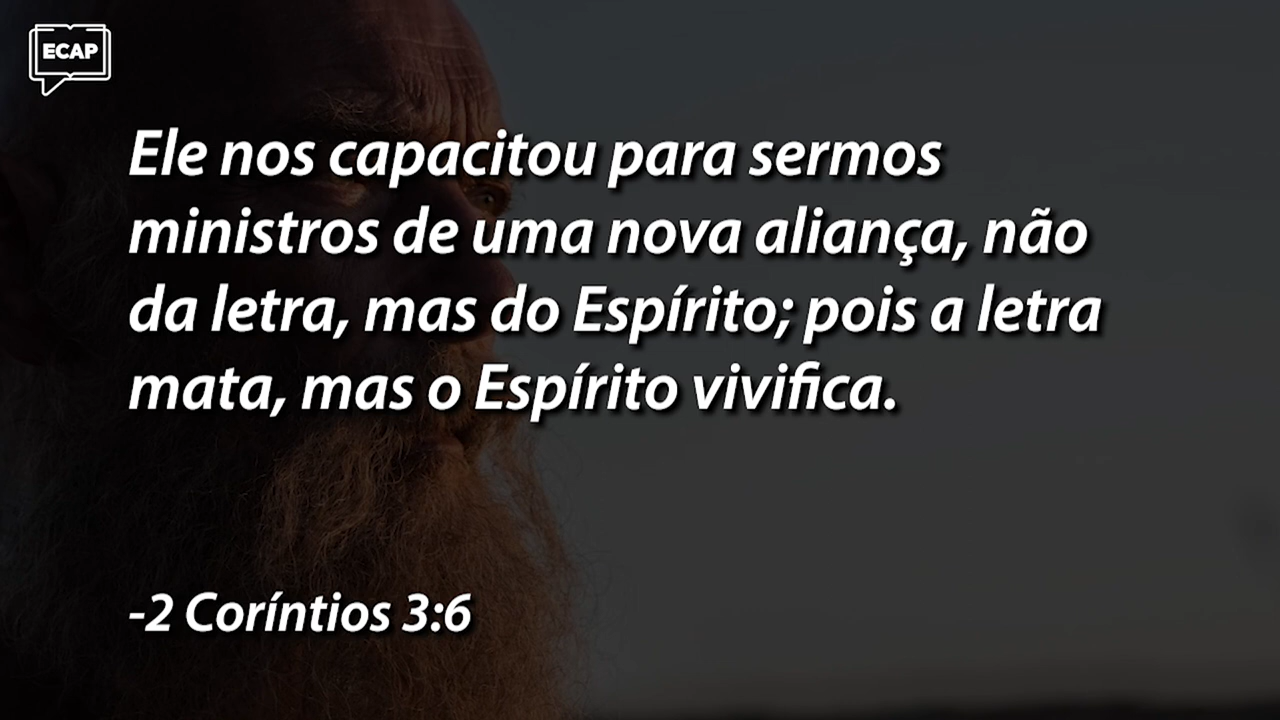 ECAP
Ele nos capacitou para sermos
ministros de uma nova aliança, não
da letra, mas do Espírito; pois a letra
mata, mas o Espírito vivifica.
-2 Coríntios 3:6